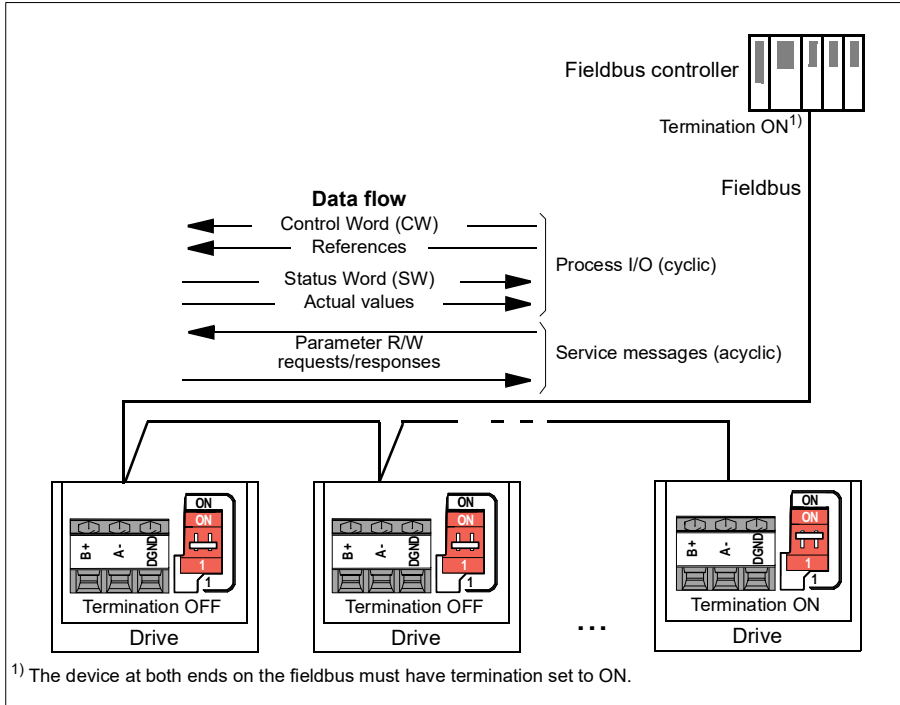 Fieldbus controller
Termination ON1)
Fieldbus
Data flow
Control Word (CW)
References
Process I/O (cyclic)
Status Word (SW)
Actual values
Parameter R/W
requests/responses
Service messages (acyclic)
ON
ON
B+
A-
DGND
1
1
Termination OFF
Drive
ON
ON
B+
A-
DGND
1
1
Termination OFF
Drive
...
ON
ON
B+
A-
DGND
1
1
Termination ON
Drive
1) The device at both ends on the fieldbus must have termination set to ON.